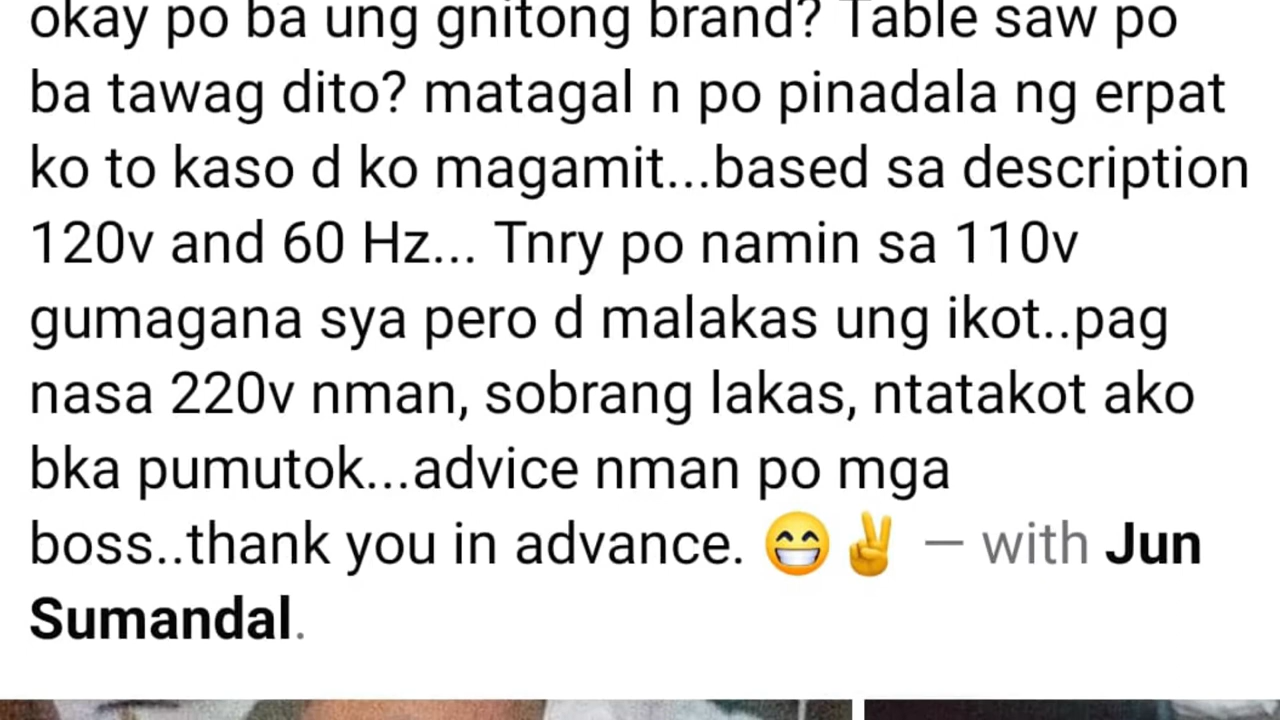 okay po ba ung gnitong brand? Table saw po
ba tawag dito? matagal n po pinadala ng erpat
ko to kaso d ko magamit...based sa description
120v and 60 Hz... Tnry po namin sa 110v
gumagana sya pero d malakas ung ikot..pag
nasa 220v nman, sobrang lakas, ntatakot ako
bka pumutok...advice nman po mga
boss..thank you in advance. 😁✌️ — with Jun
Sumandal.